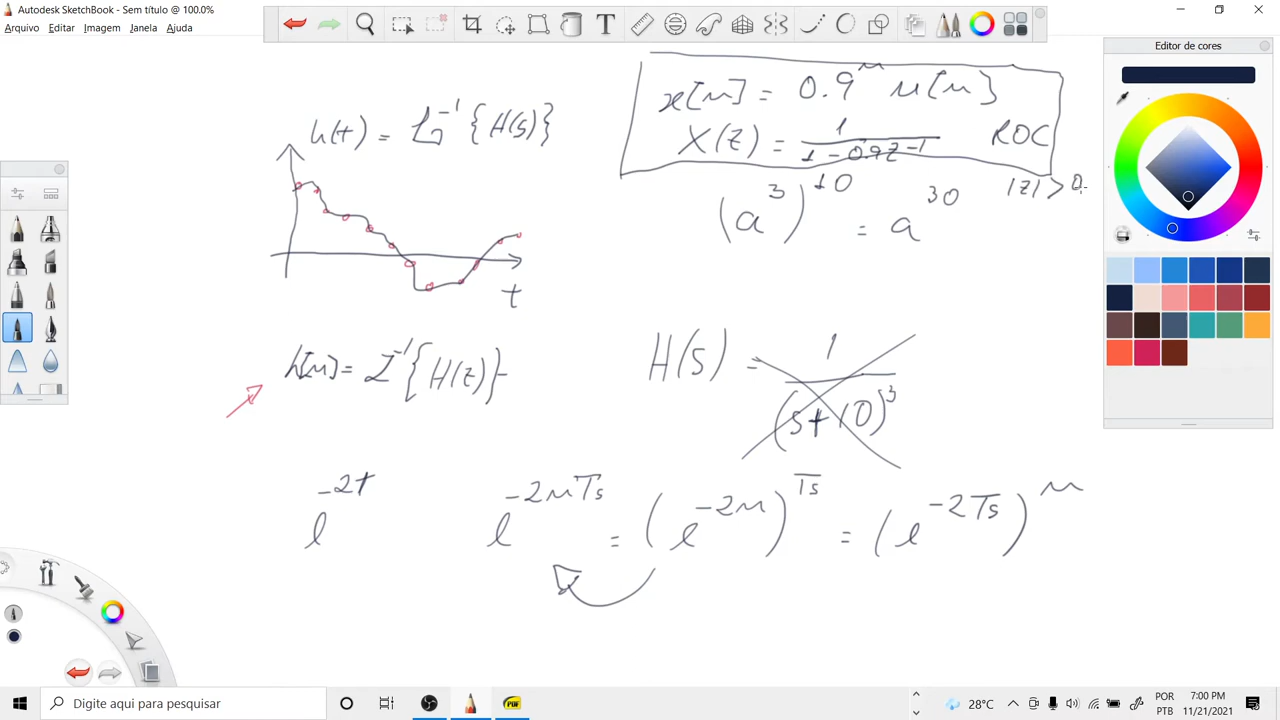 Autodesk SketchBook - Sem título @ 100.0%
Arquivo Editar Imagem Janela Ajuda
T
Editor de cores
x[n] = 0.9^n u[n]
X(z) = 1 / (1 - 0.9z^-1) ROC
|z| > 0.
h(t) = L^-1 {H(s)}
(a^3)^10 = a^30
t
h[n] = Z^-1 {H(z)} -
H(s) = 1 / (s+10)^3
e^-2t
e^-2nTs = (e^-2n)^Ts = (e^-2Ts)^n
Digite aqui para pesquisar
PDF
28°C
POR
PTB
7:00 PM
11/21/2021